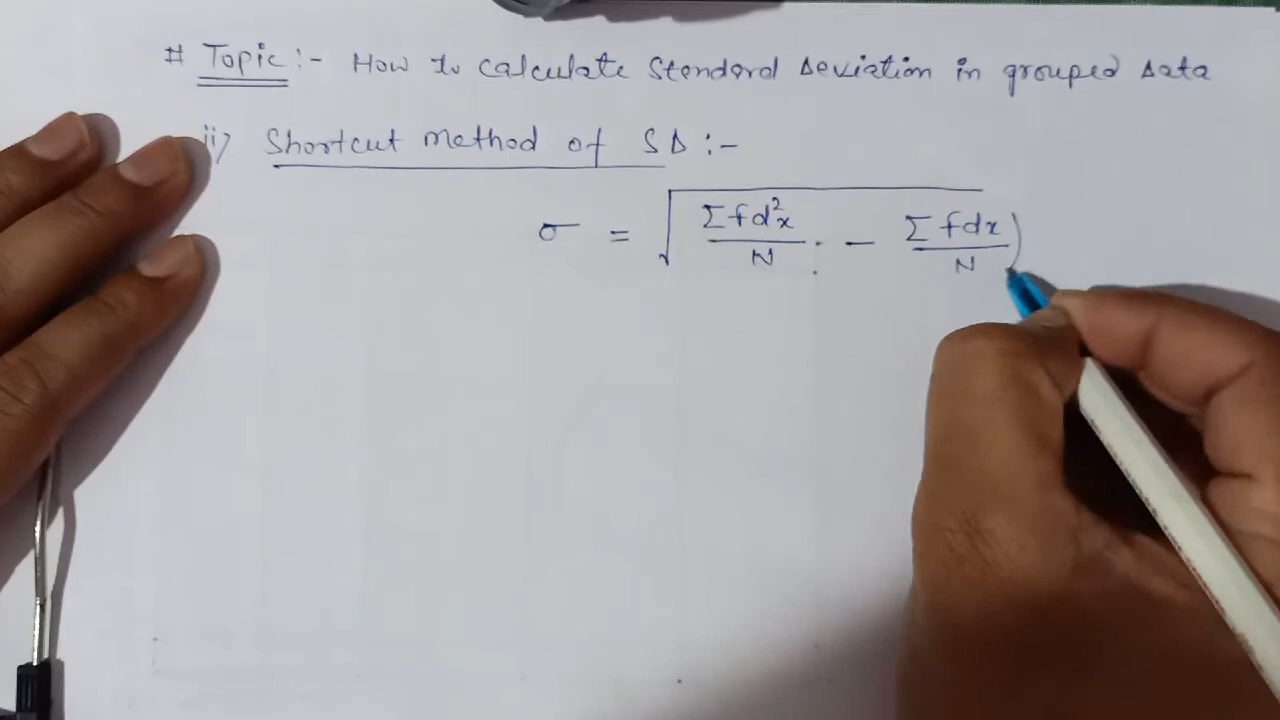 # Topic :- How to calculate Standard Deviation in grouped Data
ii) Shortcut method of SD :-
σ = √ Σfd²x / N - Σfdx / N )